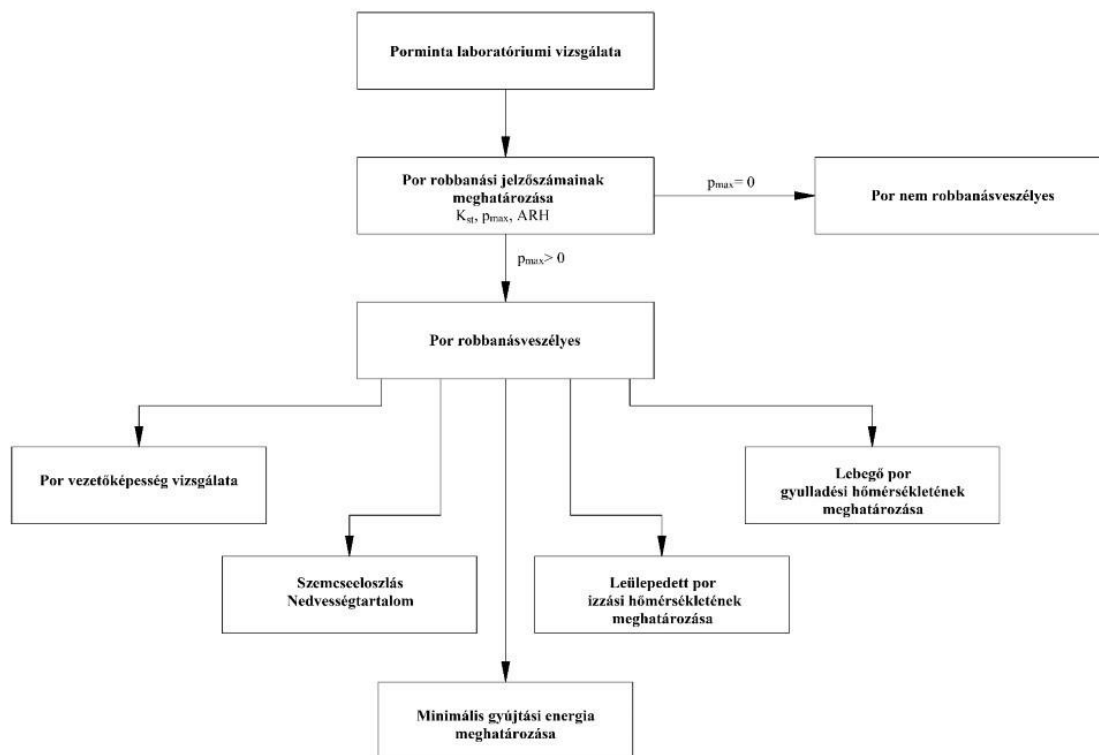 Porminta laboratóriumi vizsgálata
Por robbanási jelzőszámainak
meghatározása
Kst, pmax, ARH
pmax= 0
Por nem robbanásveszélyes
pmax> 0
Por robbanásveszélyes
Por vezetőképesség vizsgálata
Lebegő por
gyulladési hőmérsékletének
meghatározása
Szemcseeloszlás
Nedvességtartalom
Leülepedett por
izzási hőmérsékletének
meghatározása
Minimális gyújtási energia
meghatározása